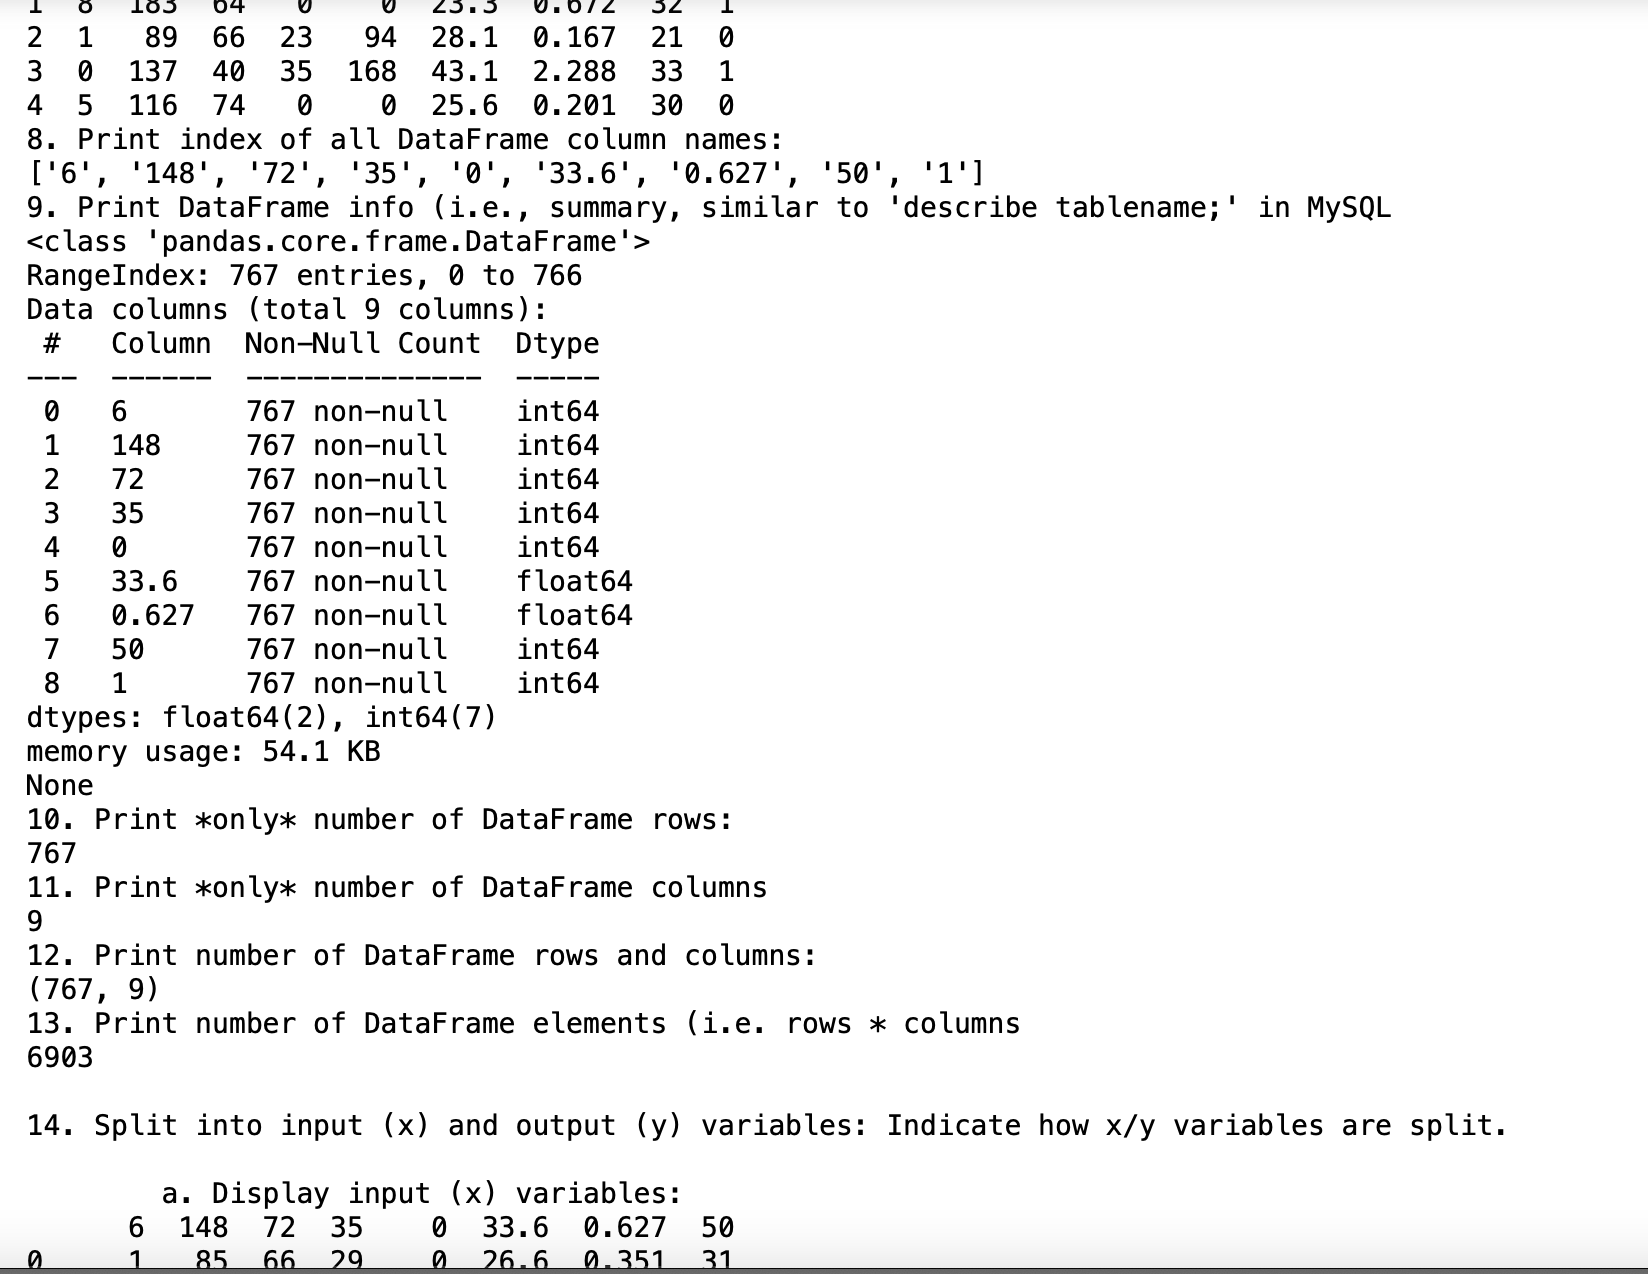 1  8  183  64   0    0  23.3  0.672  32  1
2  1   89  66  23   94  28.1  0.167  21  0
3  0  137  40  35  168  43.1  2.288  33  1
4  5  116  74   0    0  25.6  0.201  30  0
8. Print index of all DataFrame column names:
['6', '148', '72', '35', '0', '33.6', '0.627', '50', '1']
9. Print DataFrame info (i.e., summary, similar to 'describe tablename;' in MySQL
<class 'pandas.core.frame.DataFrame'>
RangeIndex: 767 entries, 0 to 766
Data columns (total 9 columns):
 #   Column  Non-Null Count  Dtype
---  ------  --------------  -----
 0   6       767 non-null    int64
 1   148     767 non-null    int64
 2   72      767 non-null    int64
 3   35      767 non-null    int64
 4   0       767 non-null    int64
 5   33.6    767 non-null    float64
 6   0.627   767 non-null    float64
 7   50      767 non-null    int64
 8   1       767 non-null    int64
dtypes: float64(2), int64(7)
memory usage: 54.1 KB
None
10. Print *only* number of DataFrame rows:
767
11. Print *only* number of DataFrame columns
9
12. Print number of DataFrame rows and columns:
(767, 9)
13. Print number of DataFrame elements (i.e. rows * columns
6903
14. Split into input (x) and output (y) variables: Indicate how x/y variables are split.
        a. Display input (x) variables:
      6  148  72  35    0  33.6  0.627  50
0     1   85  66  29    0  26.6  0.351  31